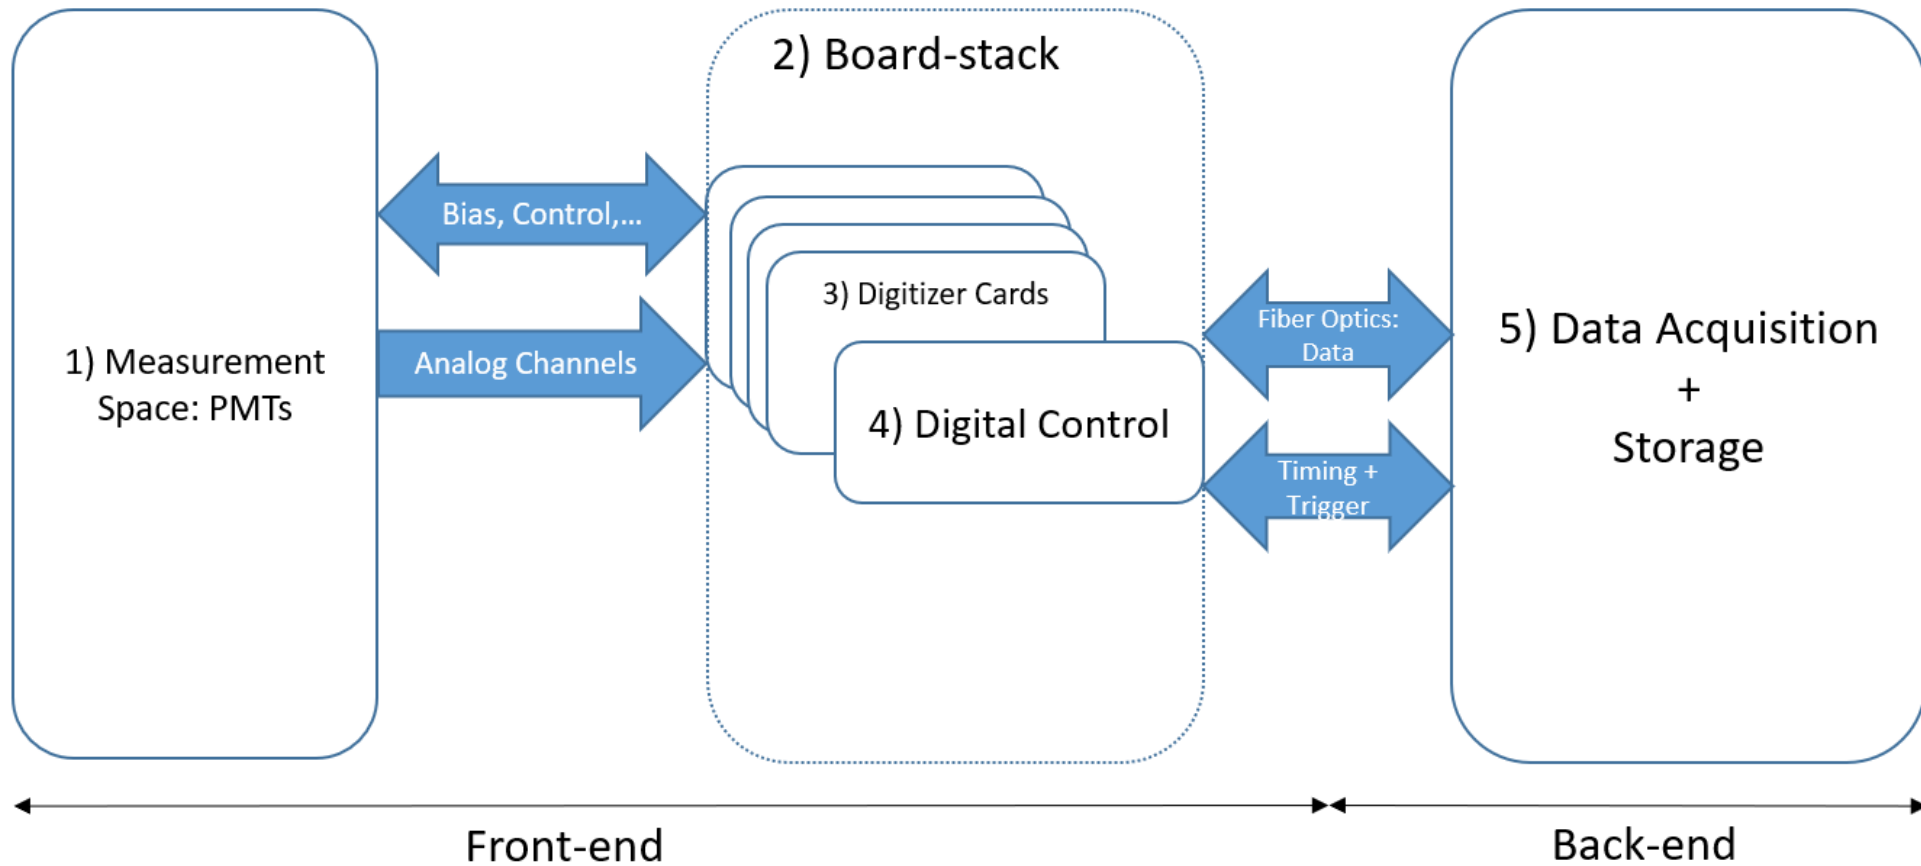 2) Board-stack
Bias, Control,...
3) Digitizer Cards
Fiber Optics:
Data
5) Data Acquisition
+
Storage
1) Measurement
Space: PMTs
Analog Channels
4) Digital Control
Timing +
Trigger
Front-end
Back-end